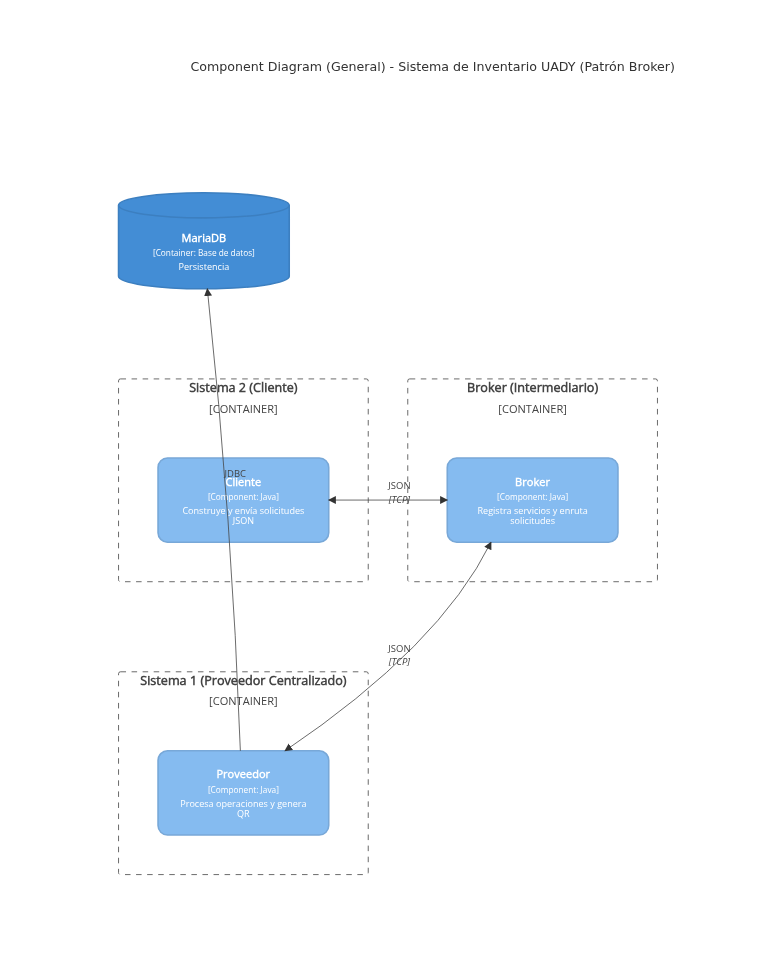 Component Diagram (General) - Sistema de Inventario UADY (Patrón Broker)
MariaDB
[Container: Base de datos]
Persistencia
Sistema 2 (Cliente)
[CONTAINER]
Broker (Intermediario)
[CONTAINER]
JDBC
Cliente
[Component: Java]
Construye y envía solicitudes
JSON
JSON
[TCP]
Broker
[Component: Java]
Registra servicios y enruta
solicitudes
JSON
[TCP]
Sistema 1 (Proveedor Centralizado)
[CONTAINER]
Proveedor
[Component: Java]
Procesa operaciones y genera
QR